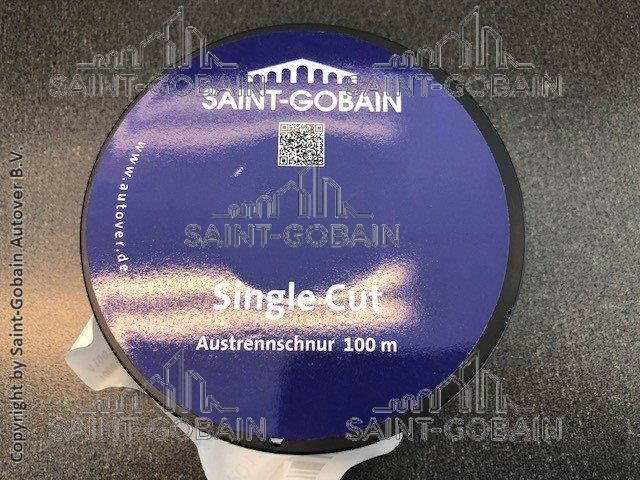 SAINT-GOBAIN
SAINT-GOBAIN
SAINT-GOBAIN
www.autover.de
SAINT-GOBAIN
Single Cut
Austrennschnur 100 m
SAINT-GOBAIN
SAINT-GOBAIN
Copyright by Saint-Gobain Autover B.V.